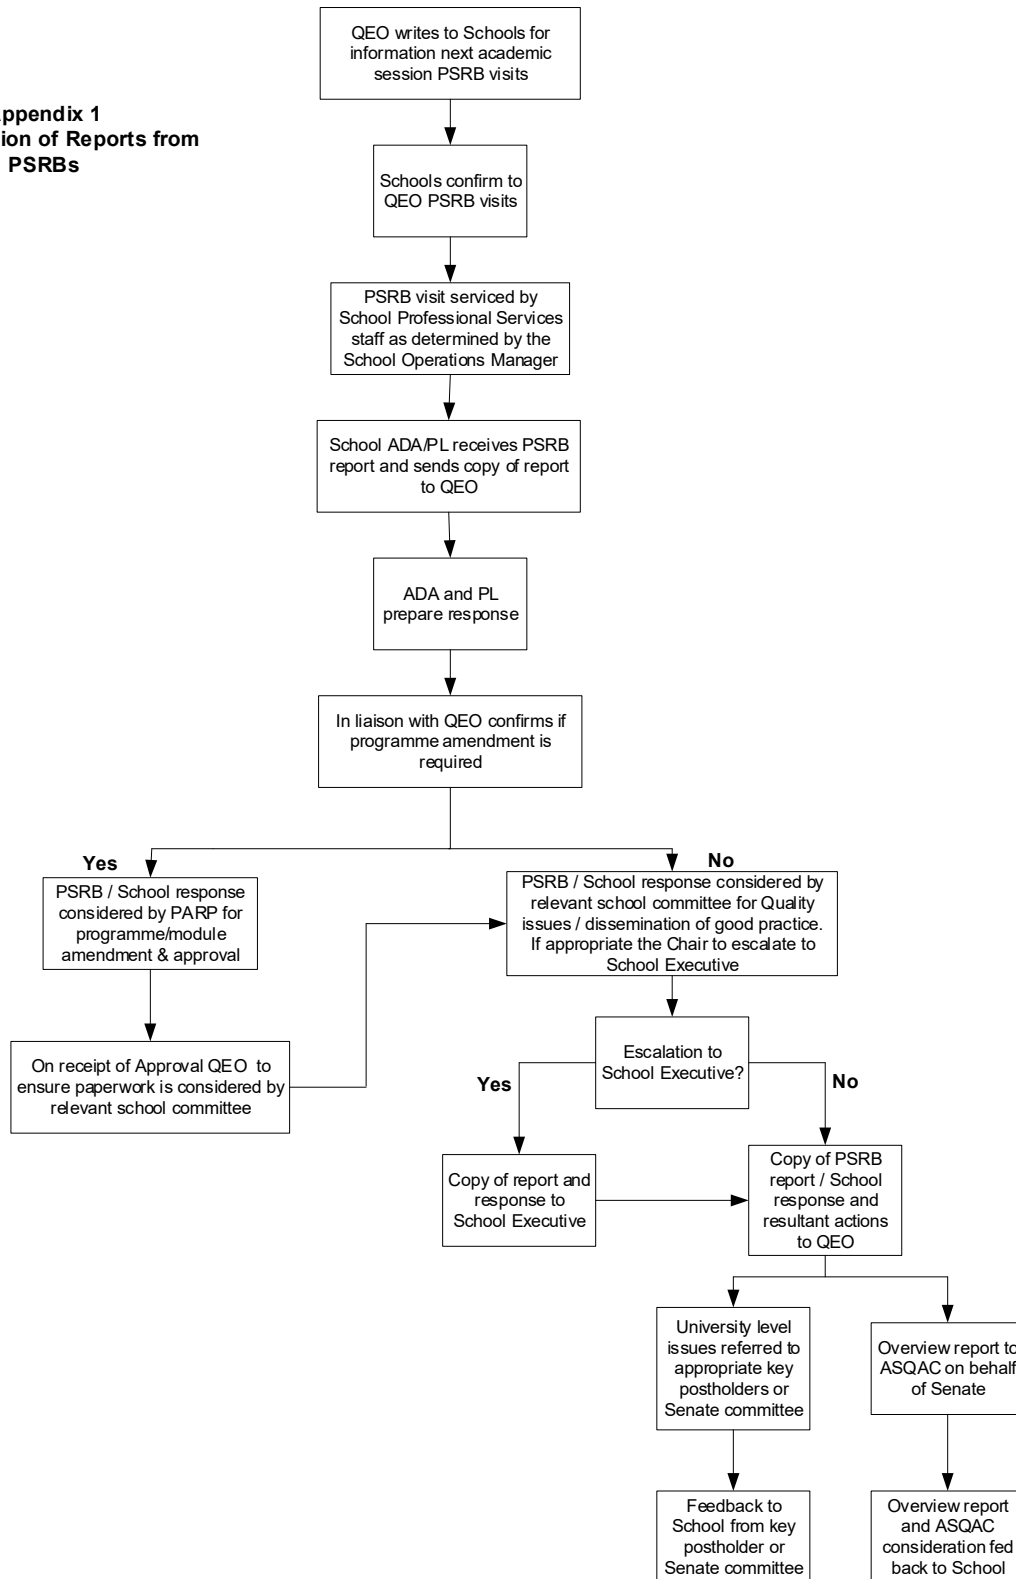 QEO writes to Schools for
information next academic
session PSRB visits
ppendix 1
ion of Reports from
PSRBs
Schools confirm to
QEO PSRB visits
PSRB visit serviced by
School Professional Services
staff as determined by the
School Operations Manager
School ADA/PL receives PSRB
report and sends copy of report
to QEO
ADA and PL
prepare response
In liaison with QEO confirms if
programme amendment is
required
Yes
No
PSRB / School response
considered by PARP for
programme/module
amendment & approval
PSRB / School response considered by
relevant school committee for Quality
issues / dissemination of good practice.
If appropriate the Chair to escalate to
School Executive
On receipt of Approval QEO to
ensure paperwork is considered by
relevant school committee
Escalation to
School Executive?
Yes
No
Copy of report and
response to
School Executive
Copy of PSRB
report / School
response and
resultant actions
to QEO
University level
issues referred to
appropriate key
postholders or
Senate committee
Overview report to
ASQAC on behalf
of Senate
Feedback to
School from key
postholder or
Senate committee
Overview report
and ASQAC
consideration fed
back to School